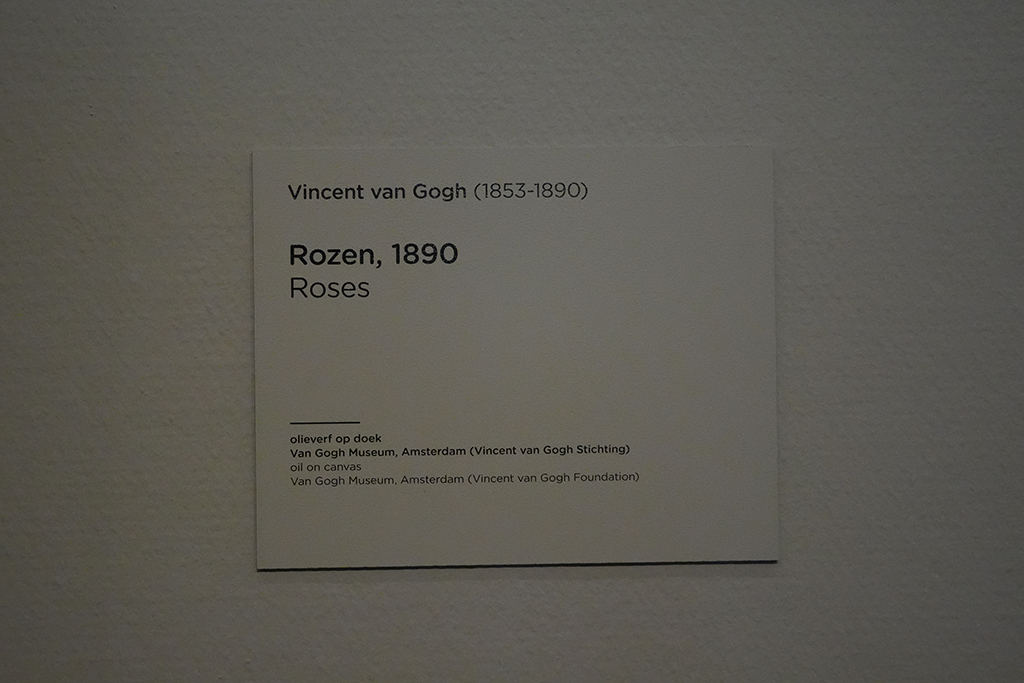 Vincent van Gogh (1853-1890)
Rozen, 1890
Roses
olieverf op doek
Van Gogh Museum, Amsterdam (Vincent van Gogh Stichting)
oil on canvas
Van Gogh Museum, Amsterdam (Vincent van Gogh Foundation)